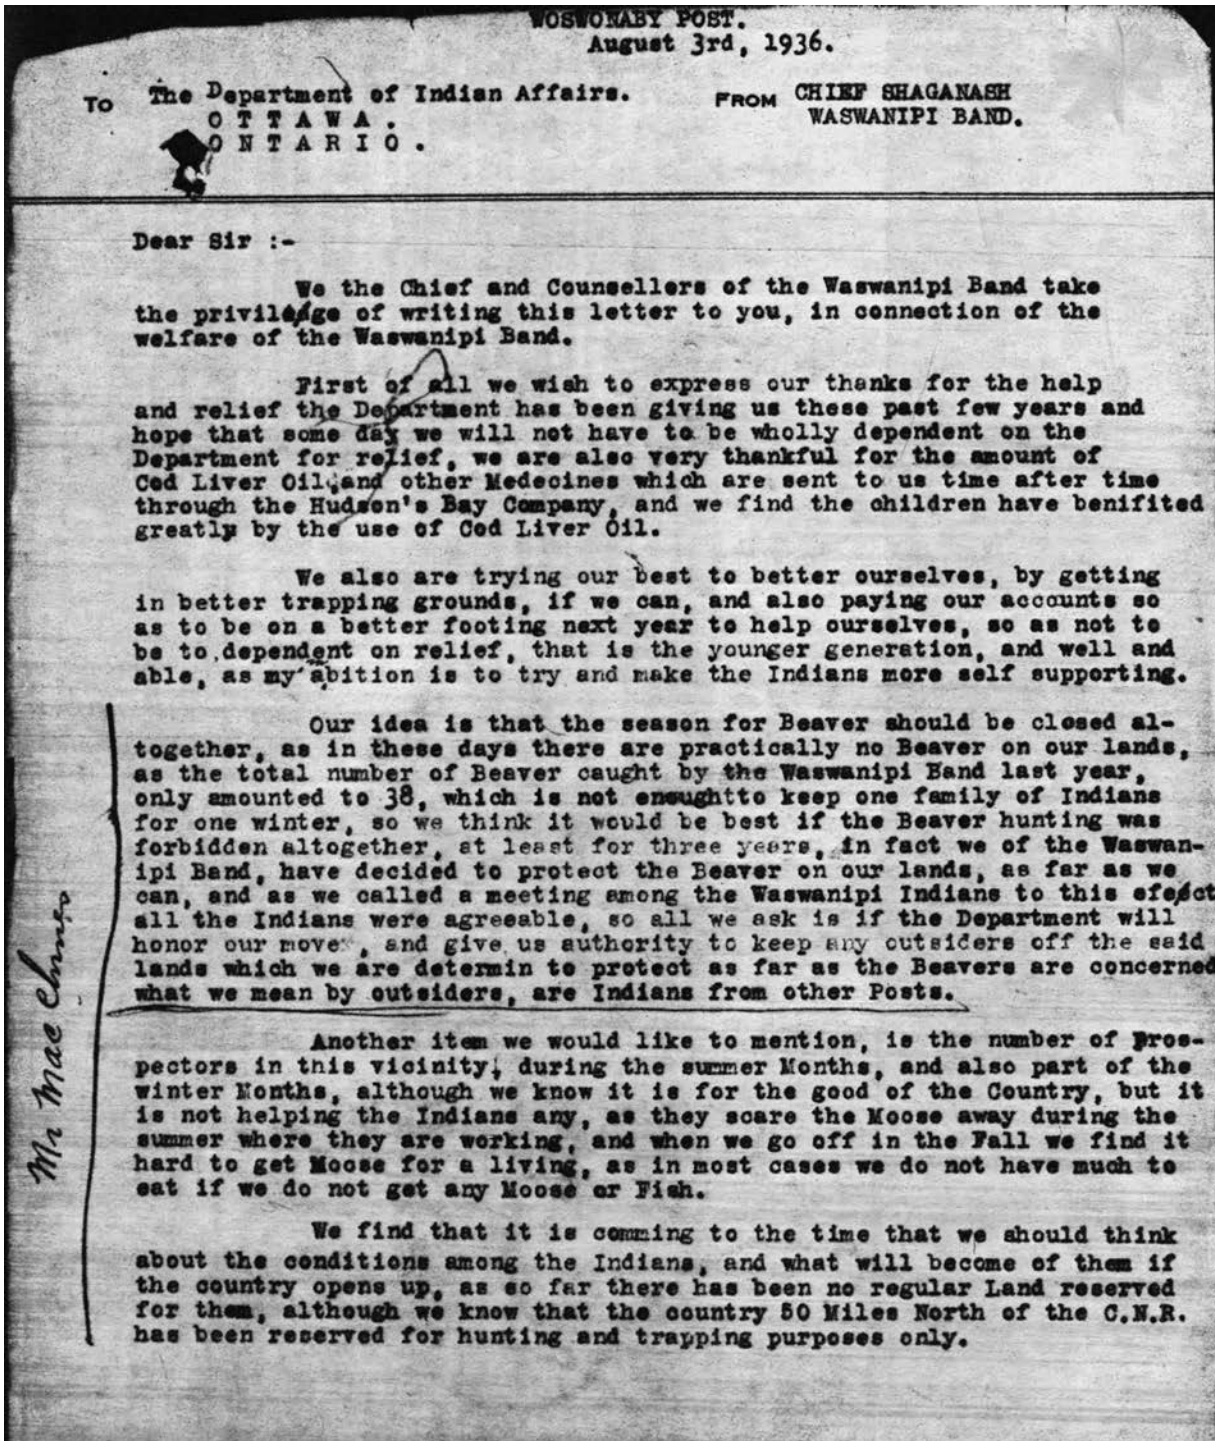 WOSWONABY POST.
August 3rd, 1936.
TO The Department of Indian Affairs. FROM CHIEF SHAGANASH
OTTAWA. WASWANIPI BAND.
ONTARIO.
Dear Sir :-
We the Chief and Counsellers of the Waswanipi Band take
the privilage of writing this letter to you, in connection of the
welfare of the Waswanipi Band.
First of all we wish to express our thanks for the help
and relief the Department has been giving us these past few years and
hope that some day we will not have to be wholly dependent on the
Department for relief, we are also very thankful for the amount of
Cod Liver Oil, and other Medecines which are sent to us time after time
through the Hudson's Bay Company, and we find the children have benifited
greatly by the use of Cod Liver Oil.
We also are trying our best to better ourselves, by getting
in better trapping grounds, if we can, and also paying our accounts so
as to be on a better footing next year to help ourselves, so as not to
be to dependent on relief, that is the younger generation, and well and
able, as my abition is to try and make the Indians more self supporting.
Our idea is that the season for Beaver should be closed al-
together, as in these days there are practically no Beaver on our lands,
as the total number of Beaver caught by the Waswanipi Band last year,
only amounted to 38, which is not enoughtto keep one family of Indians
for one winter, so we think it would be best if the Beaver hunting was
forbidden altogether, at least for three years, in fact we of the Waswan-
ipi Band, have decided to protect the Beaver on our lands, as far as we
can, and as we called a meeting among the Waswanipi Indians to this efect
all the Indians were agreeable, so all we ask is if the Department will
honor our move , and give us authority to keep any outsiders off the said
lands which we are determin to protect as far as the Beavers are concerned
what we mean by outsiders, are Indians from other Posts.
Another item we would like to mention, is the number of Pros-
pectors in this vicinity, during the summer Months, and also part of the
winter Months, although we know it is for the good of the Country, but it
is not helping the Indians any, as they scare the Moose away during the
summer where they are working, and when we go off in the Fall we find it
hard to get Moose for a living, as in most cases we do not have much to
eat if we do not get any Moose or Fish.
We find that it is comming to the time that we should think
about the conditions among the Indians, and what will become of them if
the country opens up, as so far there has been no regular Land reserved
for them, although we know that the country 50 Miles North of the C.N.R.
has been reserved for hunting and trapping purposes only.
Mr Mac